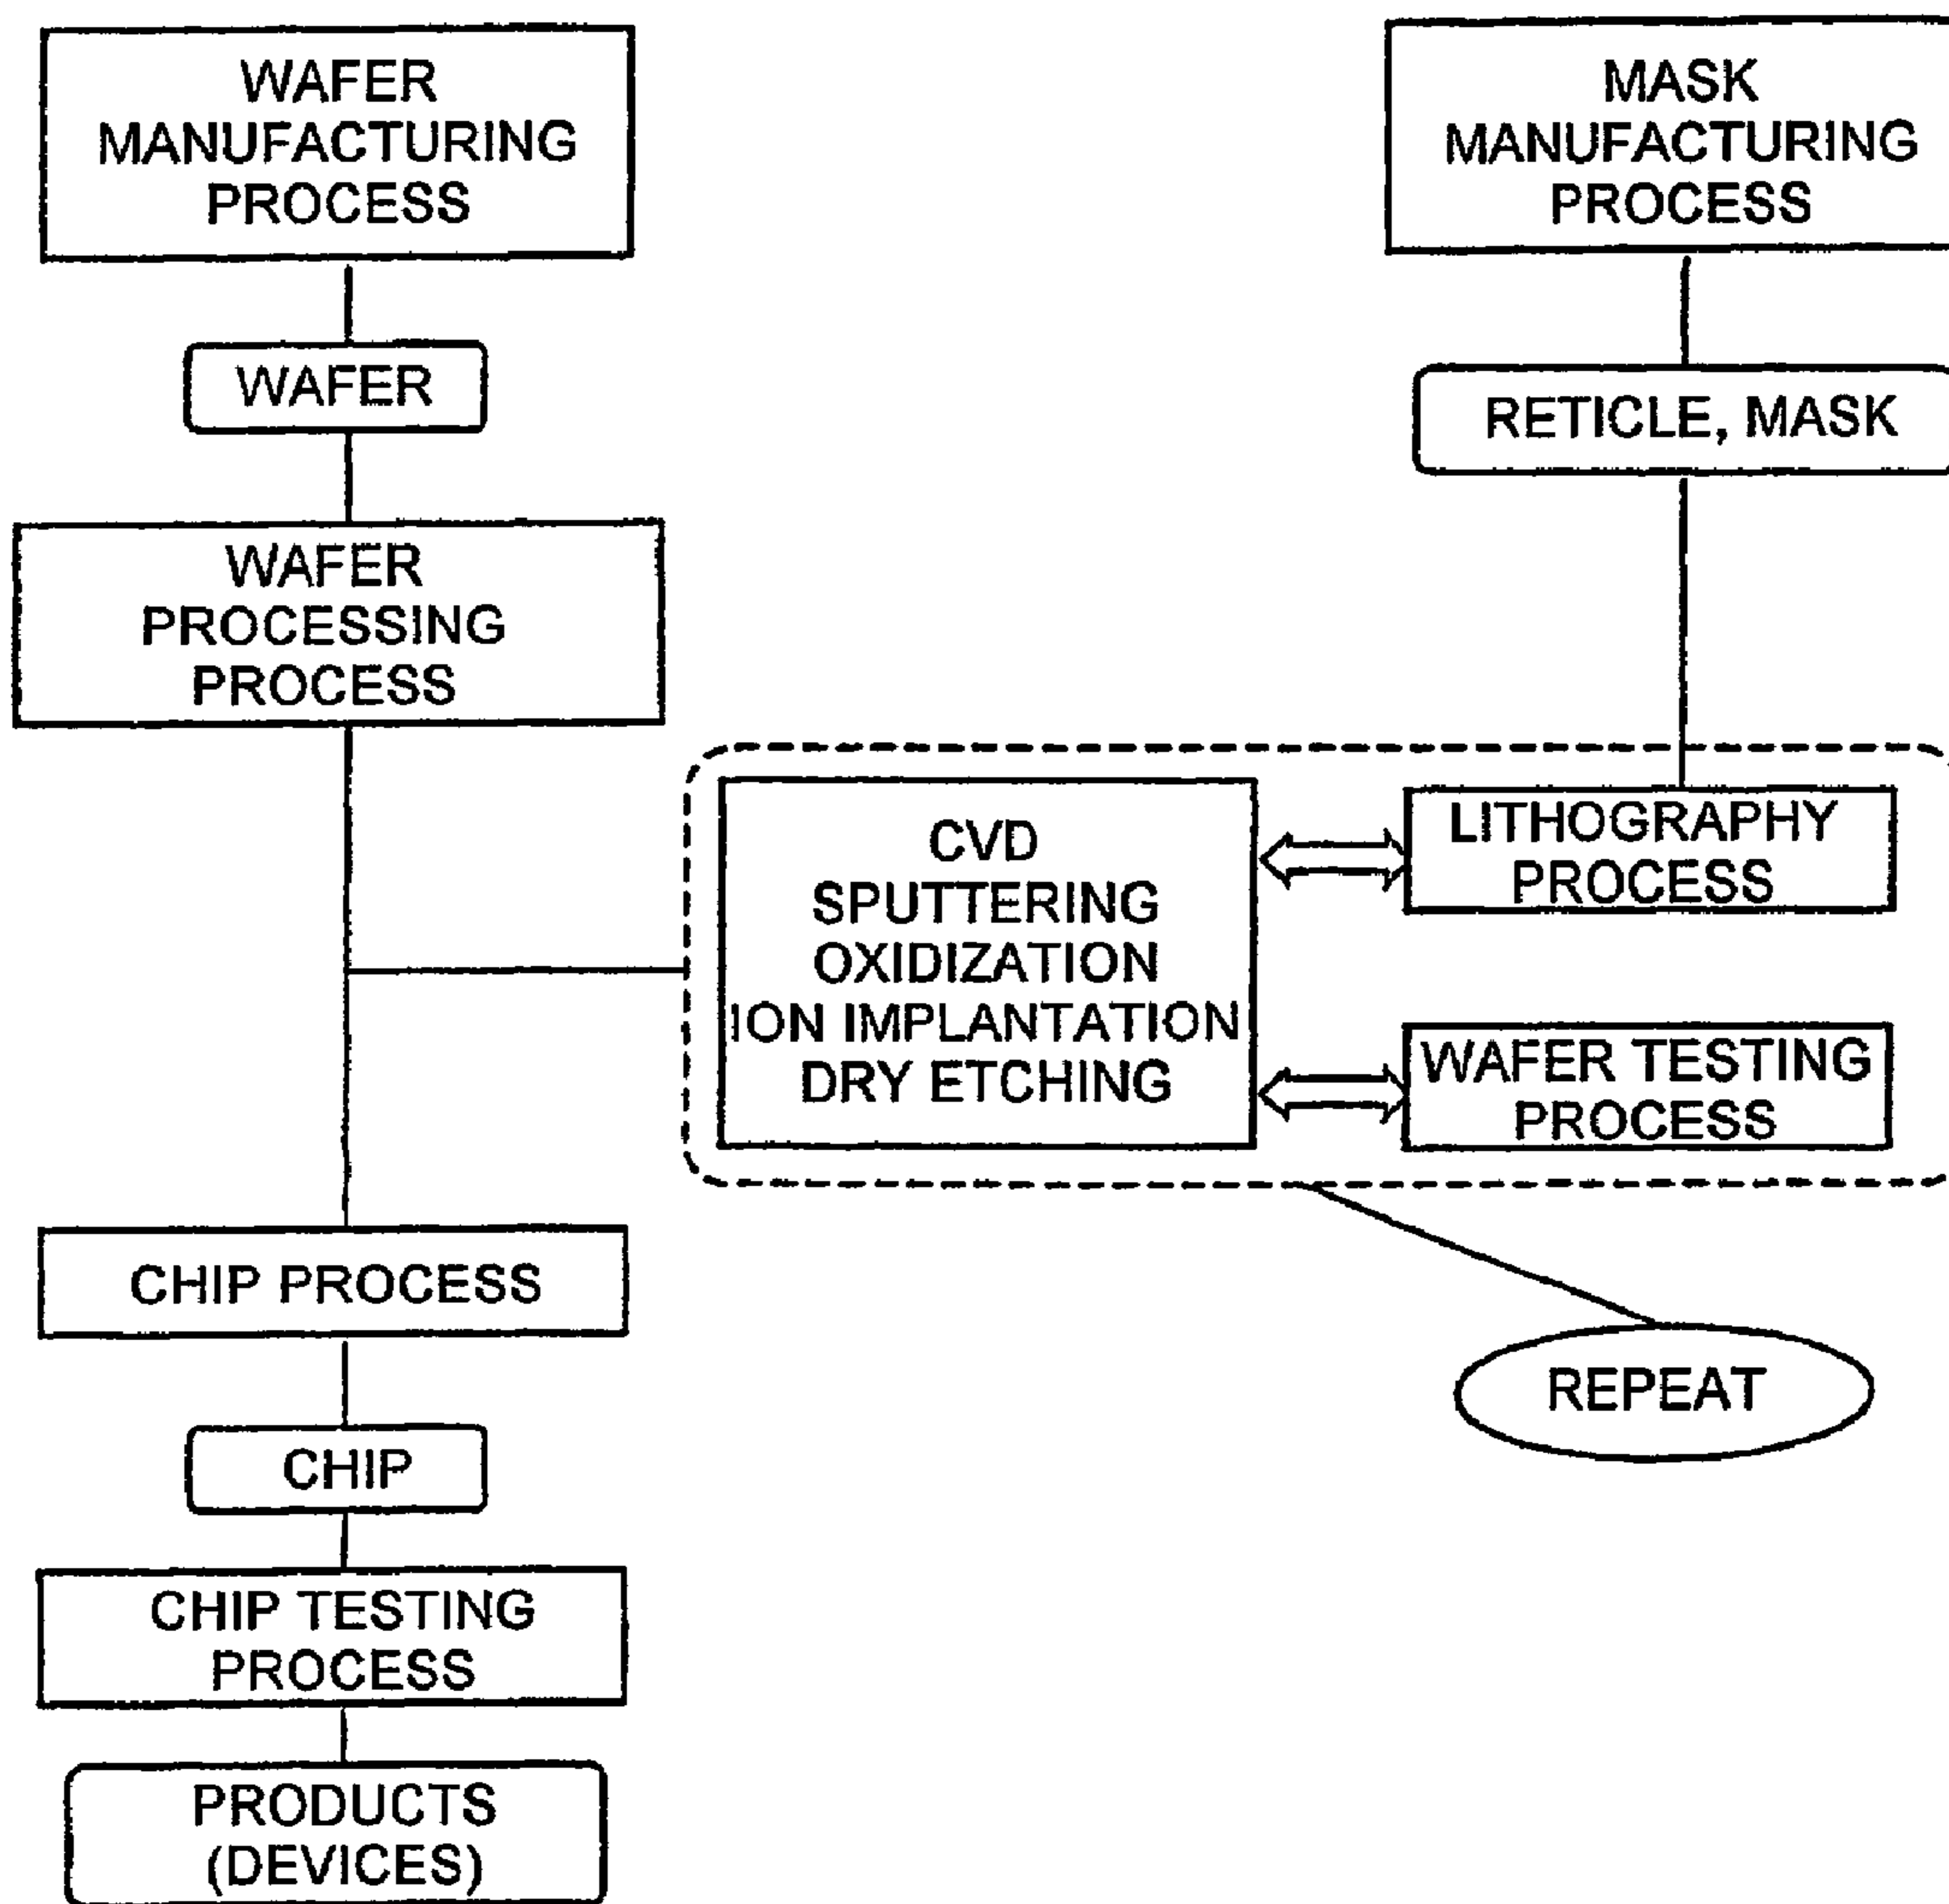 WAFER
MANUFACTURING
PROCESS
WAFER
WAFER
PROCESSING
PROCESS
MASK
MANUFACTURING
PROCESS
RETICLE, MASK
CVD
SPUTTERING
OXIDIZATION
ION IMPLANTATION
DRY ETCHING
LITHOGRAPHY
PROCESS
WAFER TESTING
PROCESS
REPEAT
CHIP PROCESS
CHIP
CHIP TESTING
PROCESS
PRODUCTS
(DEVICES)